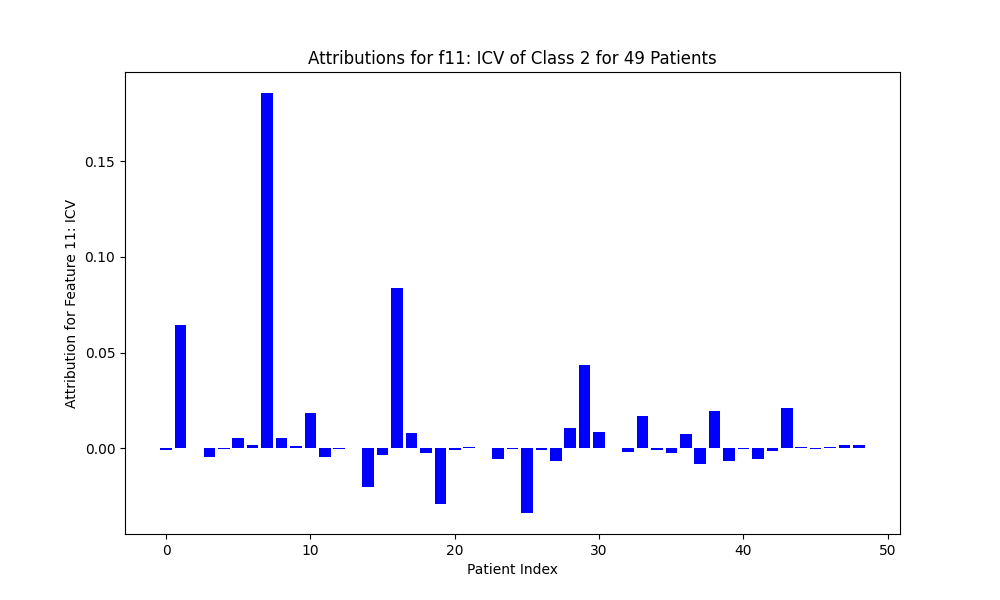 Attributions for f11: ICV of Class 2 for 49 Patients
Attribution for Feature 11: ICV
0.15
0.10
0.05
0.00
0 10 20 30 40 50
Patient Index